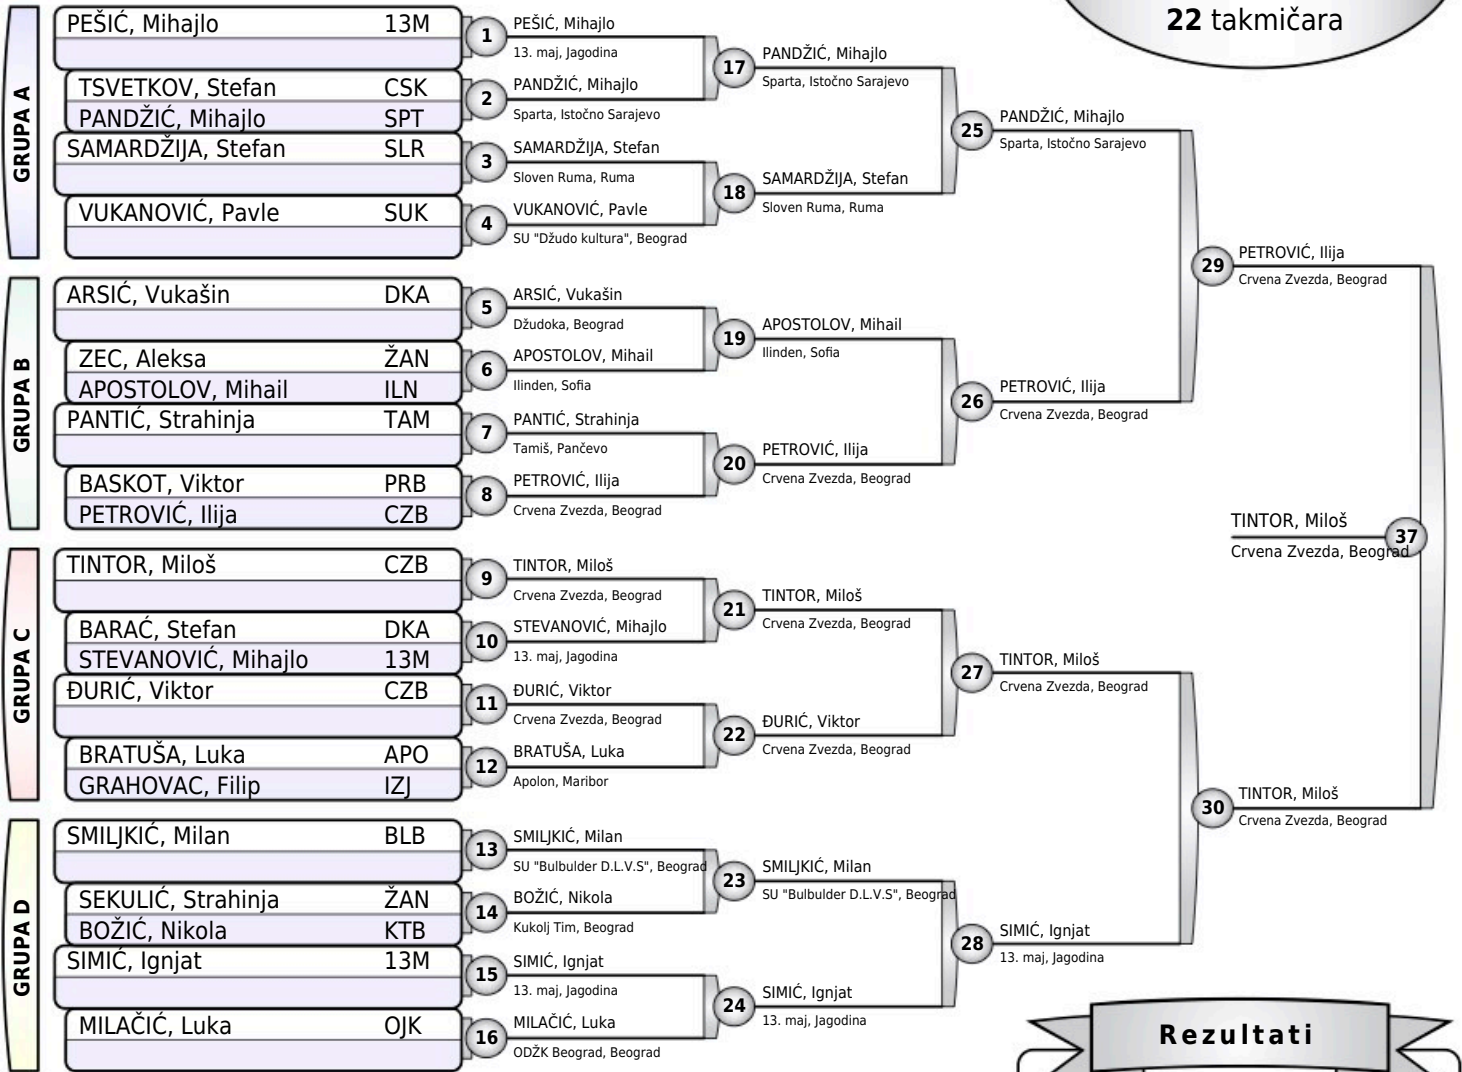 22 takmičara
GRUPA A
PEŠIĆ, Mihajlo 13M
TSVETKOV, Stefan CSK
PANDŽIĆ, Mihajlo SPT
SAMARDŽIJA, Stefan SLR
VUKANOVIĆ, Pavle SUK
GRUPA B
ARSIĆ, Vukašin DKA
ZEC, Aleksa ŽAN
APOSTOLOV, Mihail ILN
PANTIĆ, Strahinja TAM
BASKOT, Viktor PRB
PETROVIĆ, Ilija CZB
GRUPA C
TINTOR, Miloš CZB
BARAĆ, Stefan DKA
STEVANOVIĆ, Mihajlo 13M
ĐURIĆ, Viktor CZB
BRATUŠA, Luka APO
GRAHOVAC, Filip IZJ
GRUPA D
SMILJKIĆ, Milan BLB
SEKULIĆ, Strahinja ŽAN
BOŽIĆ, Nikola KTB
SIMIĆ, Ignjat 13M
MILAČIĆ, Luka OJK
1 PEŠIĆ, Mihajlo
13. maj, Jagodina
2 PANDŽIĆ, Mihajlo
Sparta, Istočno Sarajevo
3 SAMARDŽIJA, Stefan
Sloven Ruma, Ruma
4 VUKANOVIĆ, Pavle
SU "Džudo kultura", Beograd
5 ARSIĆ, Vukašin
Džudoka, Beograd
6 APOSTOLOV, Mihail
Ilinden, Sofia
7 PANTIĆ, Strahinja
Tamiš, Pančevo
8 PETROVIĆ, Ilija
Crvena Zvezda, Beograd
9 TINTOR, Miloš
Crvena Zvezda, Beograd
10 STEVANOVIĆ, Mihajlo
13. maj, Jagodina
11 ĐURIĆ, Viktor
Crvena Zvezda, Beograd
12 BRATUŠA, Luka
Apolon, Maribor
13 SMILJKIĆ, Milan
SU "Bulbulder D.L.V.S", Beograd
14 BOŽIĆ, Nikola
Kukolj Tim, Beograd
15 SIMIĆ, Ignjat
13. maj, Jagodina
16 MILAČIĆ, Luka
ODŽK Beograd, Beograd
17 PANDŽIĆ, Mihajlo
Sparta, Istočno Sarajevo
18 SAMARDŽIJA, Stefan
Sloven Ruma, Ruma
19 APOSTOLOV, Mihail
Ilinden, Sofia
20 PETROVIĆ, Ilija
Crvena Zvezda, Beograd
21 TINTOR, Miloš
Crvena Zvezda, Beograd
22 ĐURIĆ, Viktor
Crvena Zvezda, Beograd
23 SMILJKIĆ, Milan
SU "Bulbulder D.L.V.S", Beograd
24 SIMIĆ, Ignjat
13. maj, Jagodina
25 PANDŽIĆ, Mihajlo
Sparta, Istočno Sarajevo
26 PETROVIĆ, Ilija
Crvena Zvezda, Beograd
27 TINTOR, Miloš
Crvena Zvezda, Beograd
28 SIMIĆ, Ignjat
13. maj, Jagodina
29 PETROVIĆ, Ilija
Crvena Zvezda, Beograd
30 TINTOR, Miloš
Crvena Zvezda, Beograd
TINTOR, Miloš 37
Crvena Zvezda, Beograd
Rezultati